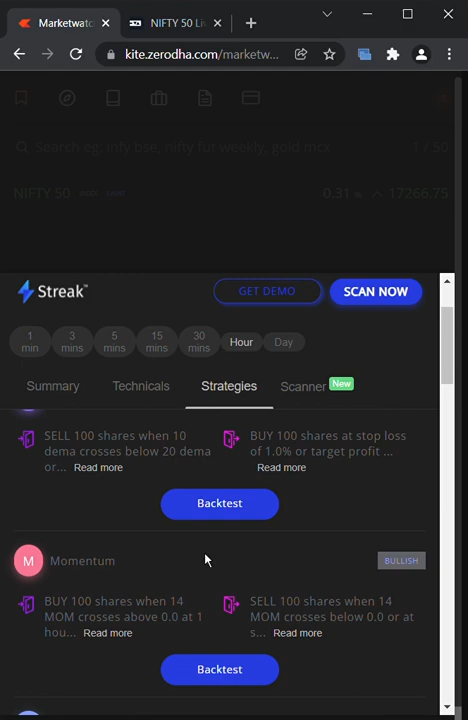 Marketwatc
NIFTY 50 Li
kite.zerodha.com/marketw...
Search eg: infy bse, nifty fut weekly, gold mcx
1 / 50
NIFTY 50
0.31 %
17266.75
Streak™
GET DEMO
SCAN NOW
1 min
3 mins
5 mins
15 mins
30 mins
Hour
Day
Summary
Technicals
Strategies
Scanner
New
SELL 100 shares when 10
dema crosses below 20 dema
or... Read more
BUY 100 shares at stop loss
of 1.0% or target profit ...
Read more
Backtest
M
Momentum
BULLISH
BUY 100 shares when 14
MOM crosses above 0.0 at 1
hou... Read more
SELL 100 shares when 14
MOM crosses below 0.0 or at
s... Read more
Backtest